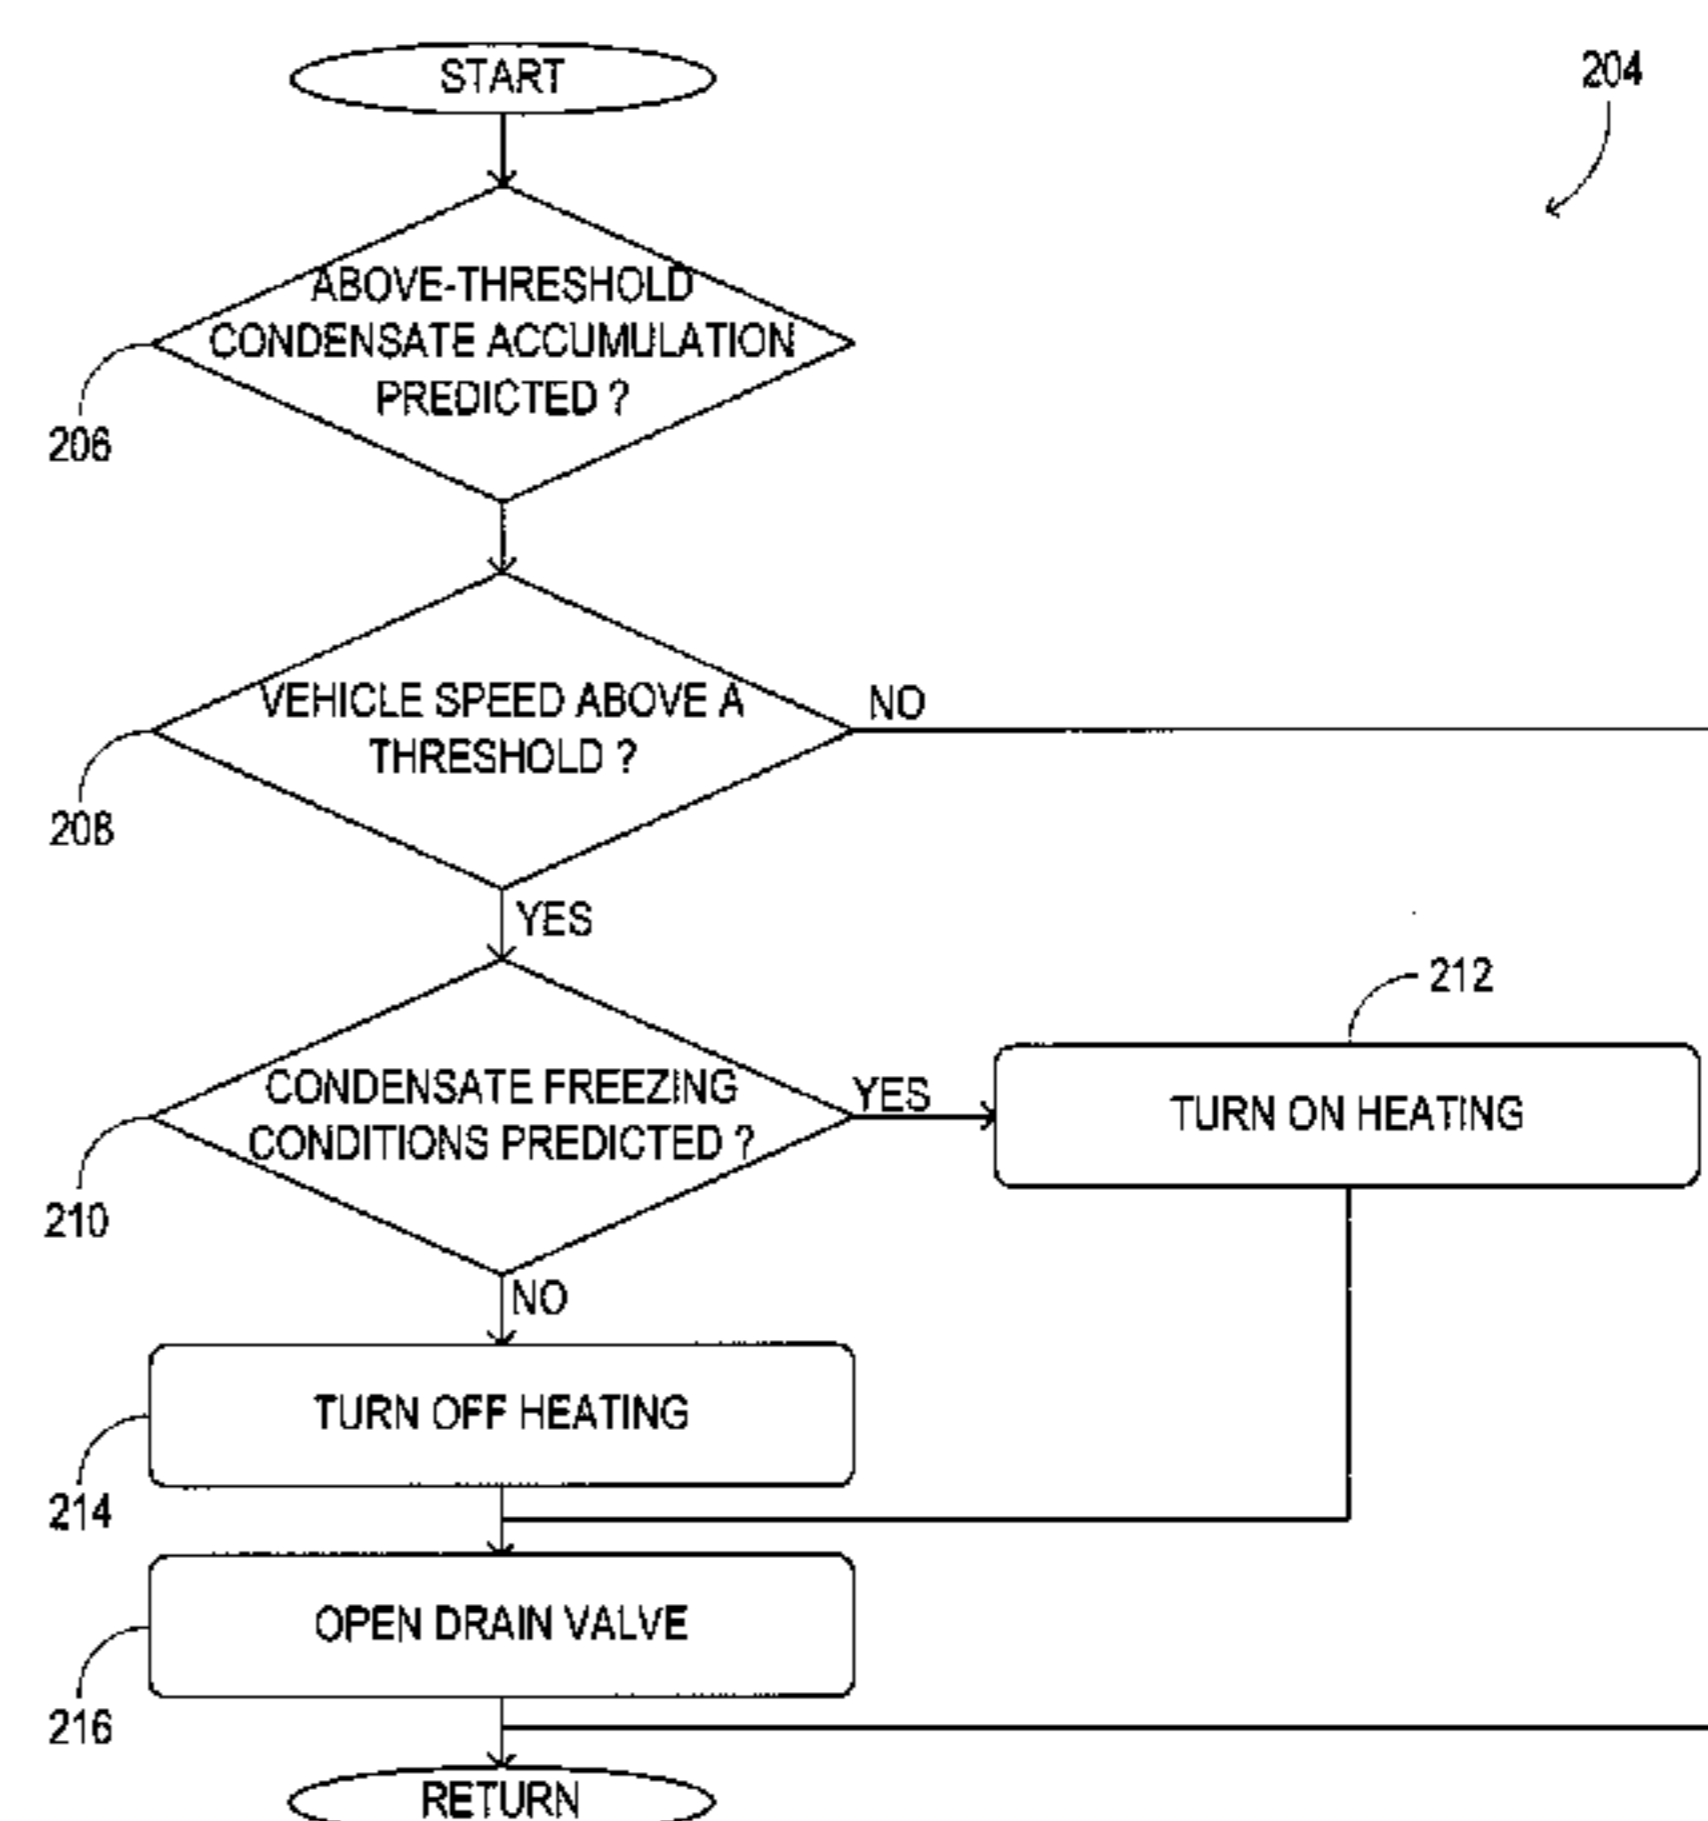 START
204
ABOVE-THRESHOLD
CONDENSATE ACCUMULATION
PREDICTED ?
206
VEHICLE SPEED ABOVE A
THRESHOLD ?
NO
208
YES
212
CONDENSATE FREEZING
CONDITIONS PREDICTED ?
YES
TURN ON HEATING
210
NO
TURN OFF HEATING
214
OPEN DRAIN VALVE
216
RETURN